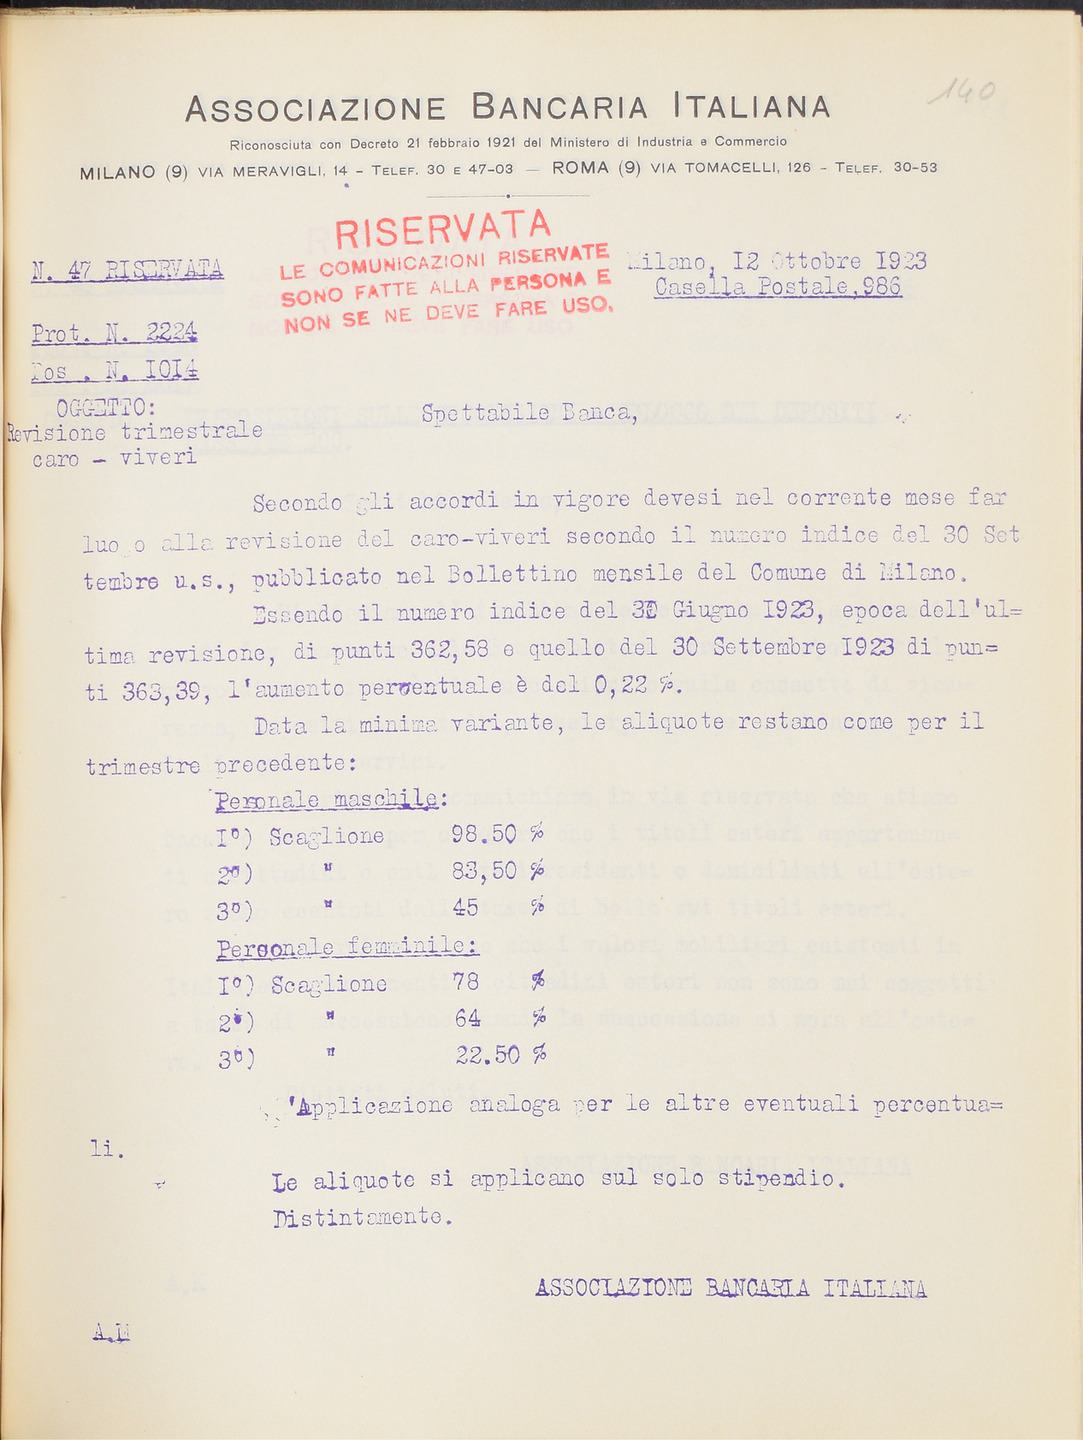 140
ASSOCIAZIONE BANCARIA ITALIANA
Riconosciuta con Decreto 21 febbraio 1921 del Ministero di Industria e Commercio
MILANO (9) VIA MERAVIGLI, 14 - TELEF. 30 E 47-03 — ROMA (9) VIA TOMACELLI, 126 - TELEF. 30-53
RISERVATA
LE COMUNICAZIONI RISERVATE
SONO FATTE ALLA PERSONA E
NON SE NE DEVE FARE USO.
N. 47 RISERVATA
Milano, I2 Ottobre I923
Casella Postale,986
Prot. N. 2224
Pos . N. IOI4
OGGETTO:
Revisione trimestrale
caro - viveri
Spettabile Banca,
Secondo gli accordi in vigore devesi nel corrente mese far
luogo alla revisione del caro-viveri secondo il numero indice del 30 Set
tembre u.s., pubblicato nel Bollettino mensile del Comune di Milano.
Essendo il numero indice del 30 Giugno I923, epoca dell'ul=
tima revisione, di punti 362,58 e quello del 30 Settembre I923 di pun=
ti 363,39, l'aumento percentuale è del 0,22 %.
Data la minima variante, le aliquote restano come per il
trimestre precedente:
Personale maschile:
I°) Scaglione 98.50 %
2°) " 83,50 %
3°) " 45 %
Personale femminile:
I°) Scaglione 78 %
2°) " 64 %
3°) " 22.50 %
'Applicazione analoga per le altre eventuali percentua=
li.
Le aliquote si applicano sul solo stipendio.
Distintamente.
ASSOCIAZIONE BANCARIA ITALIANA
A.M